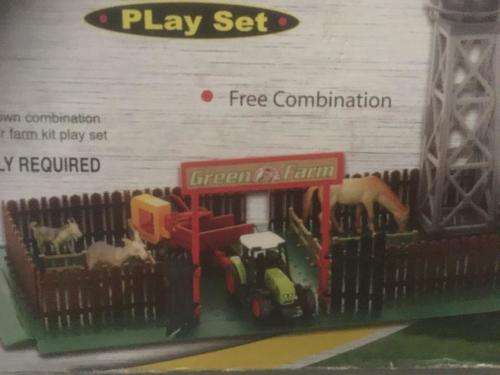 PLay Set
• Free Combination
own combination
r farm kit play set
LY REQUIRED
Green Farm